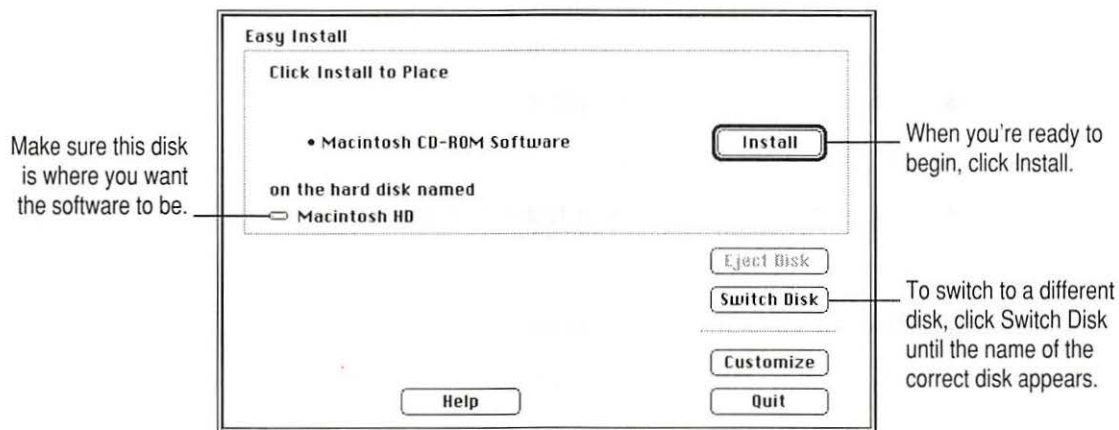 Easy Install
Click Install to Place
• Macintosh CD-ROM Software
Install
on the hard disk named
Macintosh HD
Eject Disk
Switch Disk
Customize
Help
Quit
Make sure this disk
is where you want
the software to be.
When you're ready to
begin, click Install.
To switch to a different
disk, click Switch Disk
until the name of the
correct disk appears.